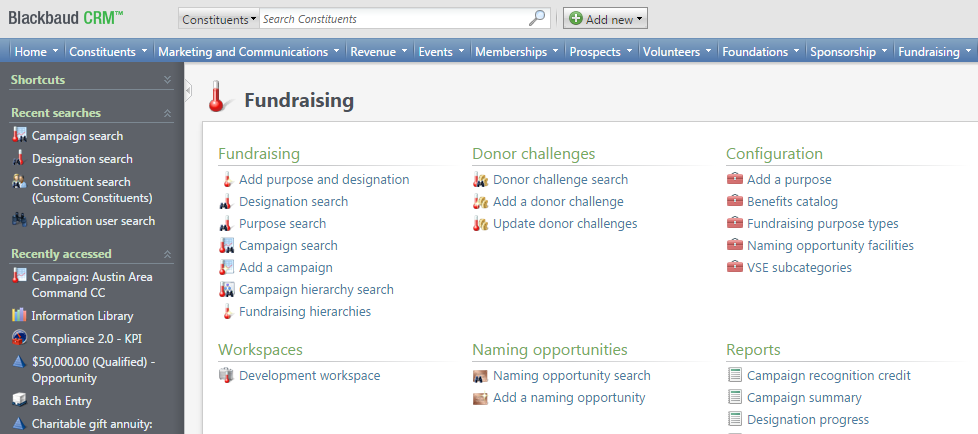 Blackbaud CRM™
Constituents Search Constituents Add new
Home Constituents Marketing and Communications Revenue Events Memberships Prospects Volunteers Foundations Sponsorship Fundraising
Shortcuts
Recent searches
Campaign search
Designation search
Constituent search
(Custom: Constituents)
Application user search
Recently accessed
Campaign: Austin Area
Command CC
Information Library
Compliance 2.0 - KPI
$50,000.00 (Qualified) -
Opportunity
Batch Entry
Charitable gift annuity:
Fundraising
Fundraising
Add purpose and designation
Designation search
Purpose search
Campaign search
Add a campaign
Campaign hierarchy search
Fundraising hierarchies
Donor challenges
Donor challenge search
Add a donor challenge
Update donor challenges
Configuration
Add a purpose
Benefits catalog
Fundraising purpose types
Naming opportunity facilities
VSE subcategories
Workspaces
Development workspace
Naming opportunities
Naming opportunity search
Add a naming opportunity
Reports
Campaign recognition credit
Campaign summary
Designation progress